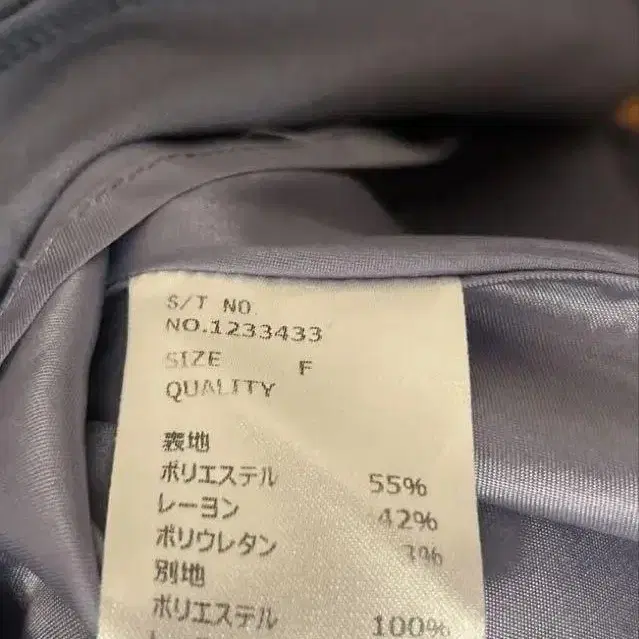 S/T NO
NO.1233433
SIZE F
QUALITY
表地
ポリエステル 55%
レーヨン 42%
ポリウレタン 3%
別地
ポリエステル 100%